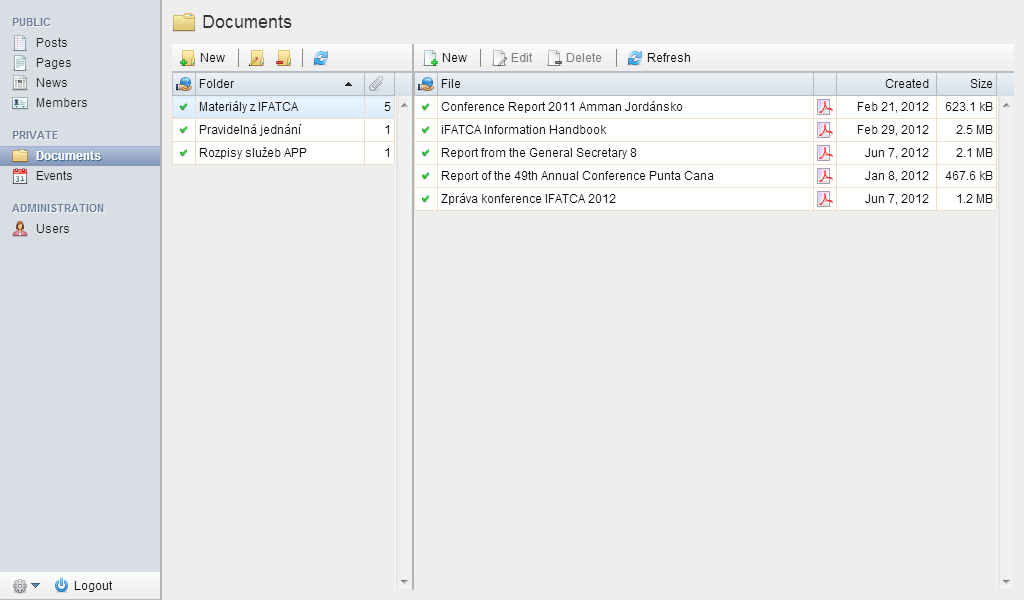 PUBLIC
Posts
Pages
News
Members
PRIVATE
Documents
31
Events
ADMINISTRATION
Users
Logout
Documents
New
Folder
Materiály z IFATCA 5
Pravidelná jednání 1
Rozpisy služeb APP 1
New Edit Delete Refresh
File Created Size
Conference Report 2011 Amman Jordánsko Feb 21, 2012 623.1 kB
iFATCA Information Handbook Feb 29, 2012 2.5 MB
Report from the General Secretary 8 Jun 7, 2012 2.1 MB
Report of the 49th Annual Conference Punta Cana Jan 8, 2012 467.6 kB
Zpráva konference IFATCA 2012 Jun 7, 2012 1.2 MB